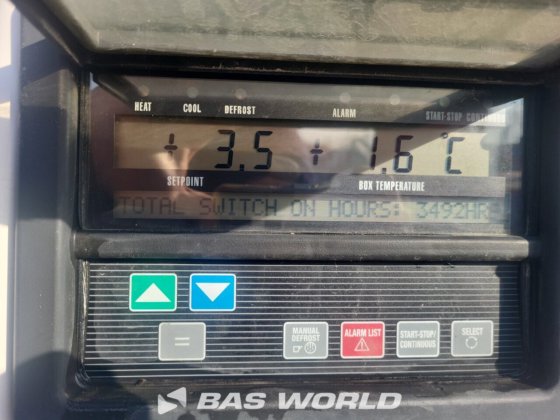 HEAT COOL DEFROST ALARM START-STOP CONTINUOUS
+ 3.5 + 1.6 °C
SETPOINT BOX TEMPERATURE
TOTAL SWITCH ON HOURS: 3492HR
=
MANUAL DEFROST
ALARM LIST
START-STOP/ CONTINUOUS
SELECT
BAS WORLD